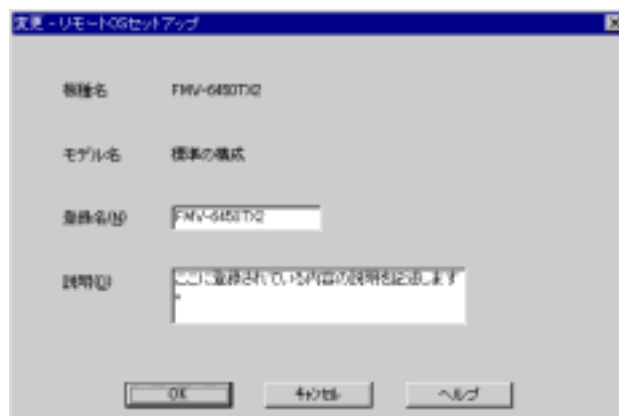 変更 - リモートOSセットアップ
機種名 FMV-6450TX2
モデル名 標準の構成
登録名(N) FMV-6450TX2
説明(D) ここに登録されている内容の説明を記述します
。
OK キャンセル ヘルプ